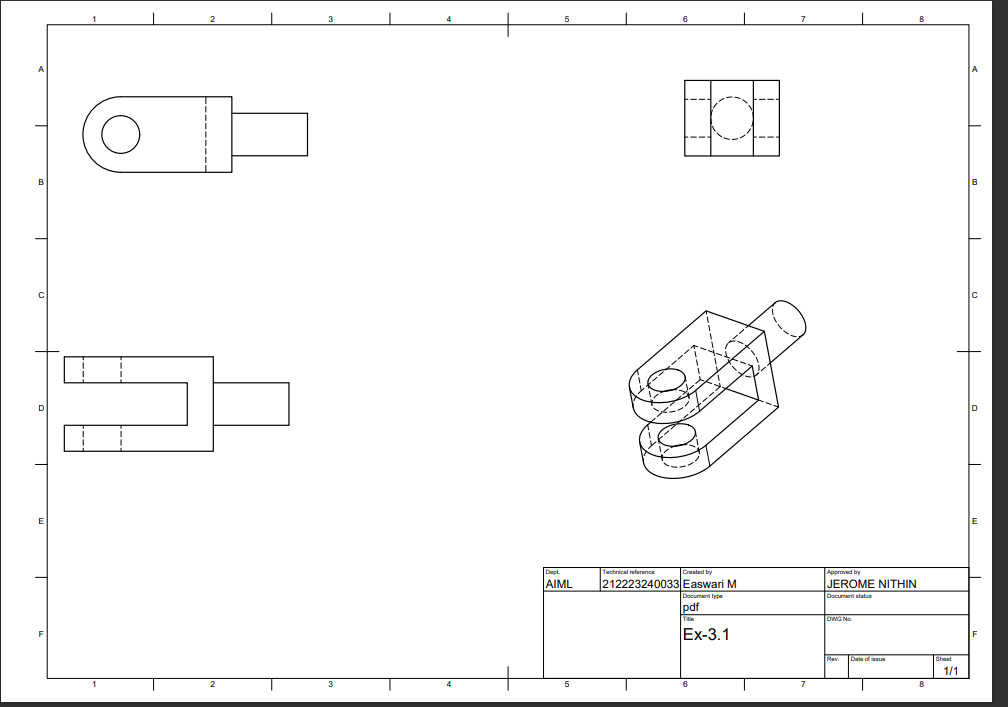 1 2 3 4 5 6 7 8
A A
B B
C C
D D
E E
Dept. Technical reference Created by Approved by
AIML 212223240033 Easwari M JEROME NITHIN
Document type Document status
pdf
Title DWG No.
Ex-3.1
F F
Rev. Date of issue Sheet
1/1
1 2 3 4 5 6 7 8